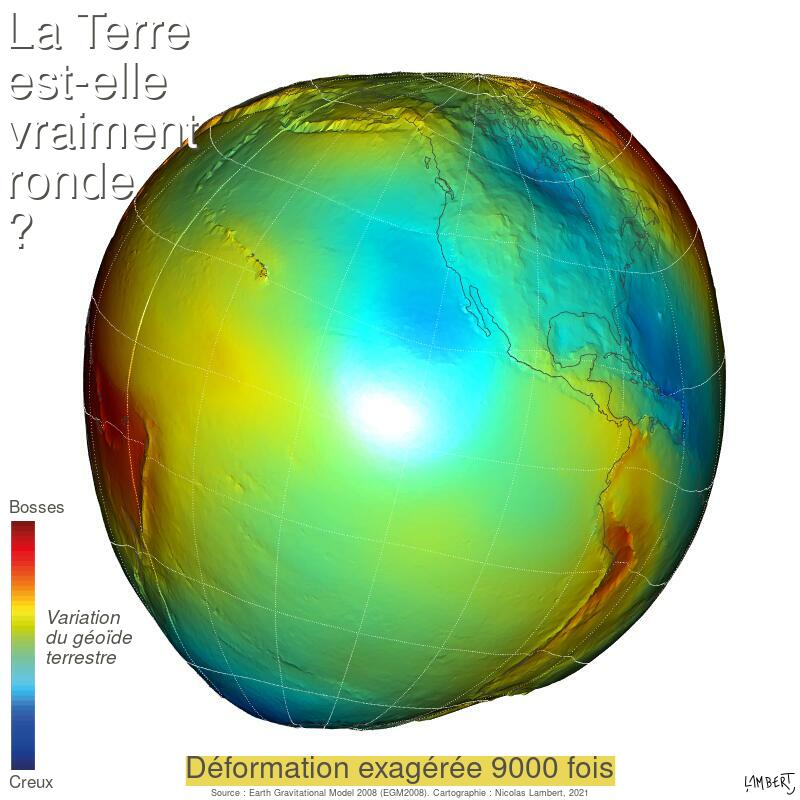 La Terre
est-elle
vraiment
ronde
?
Bosses
Variation
du géoïde
terrestre
Creux
Déformation exagérée 9000 fois
Source : Earth Gravitational Model 2008 (EGM2008). Cartographie : Nicolas Lambert, 2021
LAMBERT